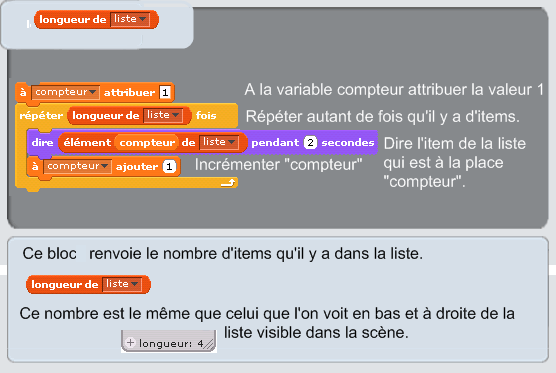 longueur de liste
à compteur attribuer 1
A la variable compteur attribuer la valeur 1
répéter longueur de liste fois
Répéter autant de fois qu'il y a d'items.
dire élément compteur de liste pendant 2 secondes
Dire l'item de la liste
qui est à la place
"compteur".
à compteur ajouter 1
Incrémenter "compteur"
Ce bloc renvoie le nombre d'items qu'il y a dans la liste.
longueur de liste
Ce nombre est le même que celui que l'on voit en bas et à droite de la
liste visible dans la scène.
+ longueur: 4